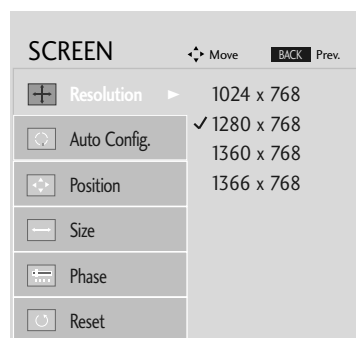 SCREEN
Move BACK Prev.
Resolution
Auto Config.
Position
Size
Phase
Reset
1024 x 768
✓ 1280 x 768
1360 x 768
1366 x 768